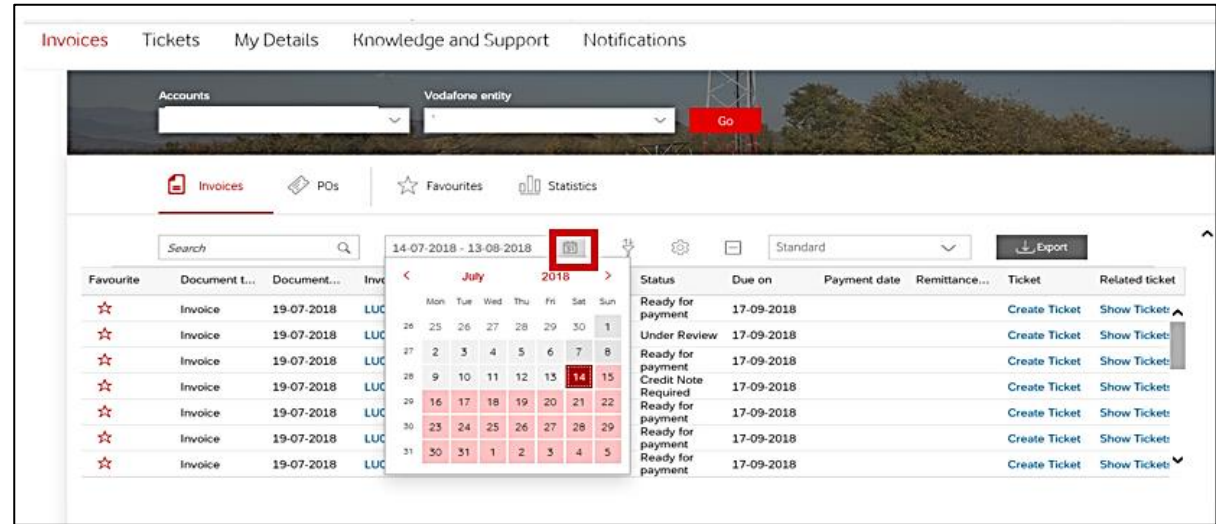 Invoices Tickets My Details Knowledge and Support Notifications
Accounts Vodafone entity
Go
Invoices POs Favourites Statistics
Search 14-07-2018 - 13-08-2018 Standard Export
Favourite Document t... Document... Status Due on Payment date Remittance... Ticket Related ticket
< July 2018 >
Mon Tue Wed Thu Fri Sat Sun
26 25 26 27 28 29 30 1
27 2 3 4 5 6 7 8
28 9 10 11 12 13 14 15
29 16 17 18 19 20 21 22
30 23 24 25 26 27 28 29
31 30 31 1 2 3 4 5
Invoice 19-07-2018 LUC Ready for payment 17-09-2018 Create Ticket Show Tickets
Invoice 19-07-2018 LUC Under Review 17-09-2018 Create Ticket Show Tickets
Invoice 19-07-2018 LUC Ready for payment 17-09-2018 Create Ticket Show Tickets
Invoice 19-07-2018 LUC Credit Note Required 17-09-2018 Create Ticket Show Tickets
Invoice 19-07-2018 LUC Ready for payment 17-09-2018 Create Ticket Show Tickets
Invoice 19-07-2018 LUC Ready for payment 17-09-2018 Create Ticket Show Tickets
Invoice 19-07-2018 LUC Ready for payment 17-09-2018 Create Ticket Show Tickets